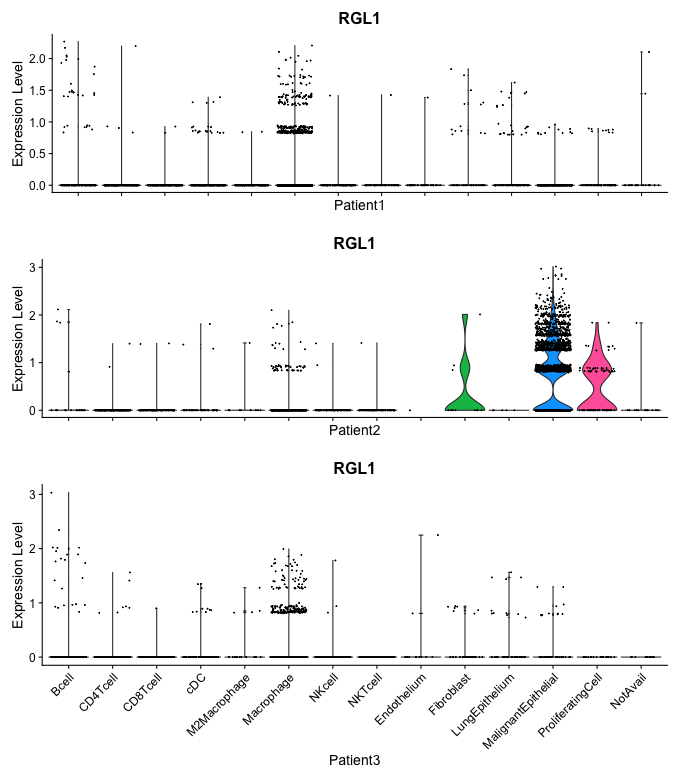 RGL1
Expression Level
2.0
1.5
1.0
0.5
0.0
Patient1
RGL1
Expression Level
3
2
1
0
Patient2
RGL1
Expression Level
3
2
1
0
Bcell
CD4Tcell
CD8Tcell
cDC
M2Macrophage
Macrophage
NKcell
NKTcell
Endothelium
Fibroblast
LungEpithelium
MalignantEpithelial
ProliferatingCell
NotAvail
Patient3